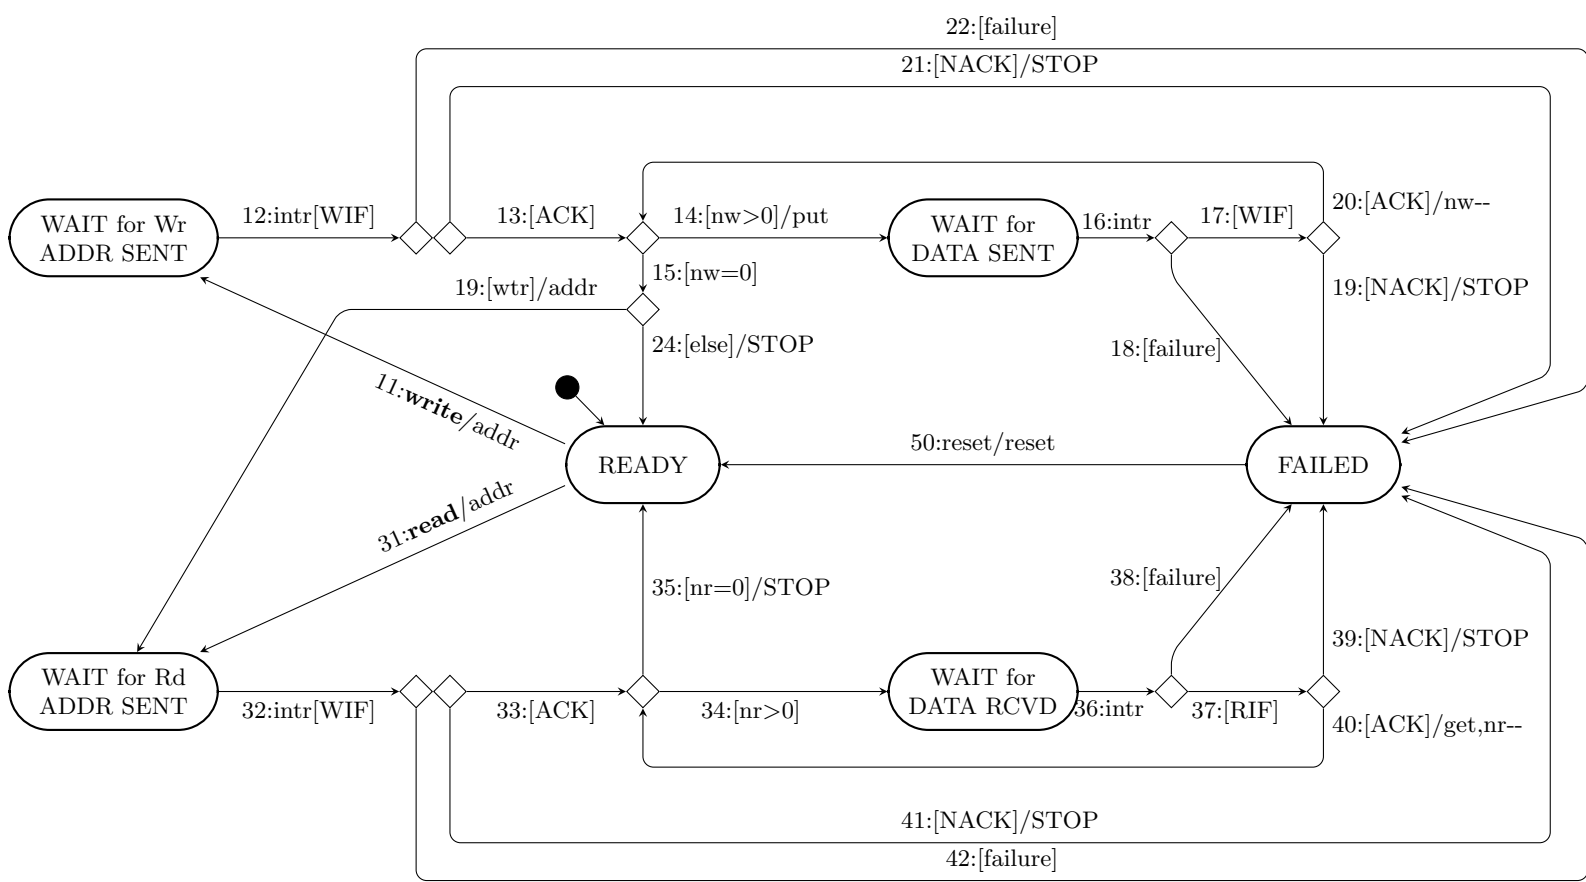 22:[failure]
21:[NACK]/STOP
WAIT for Wr
ADDR SENT
12:intr[WIF]
13:[ACK]
14:[nw>0]/put
WAIT for
DATA SENT
16:intr
17:[WIF]
20:[ACK]/nw--
15:[nw=0]
19:[wtr]/addr
19:[NACK]/STOP
24:[else]/STOP
18:[failure]
11:write/addr
READY
50:reset/reset
FAILED
31:read/addr
35:[nr=0]/STOP
38:[failure]
39:[NACK]/STOP
WAIT for Rd
ADDR SENT
32:intr[WIF]
33:[ACK]
34:[nr>0]
WAIT for
DATA RCVD
36:intr
37:[RIF]
40:[ACK]/get,nr--
41:[NACK]/STOP
42:[failure]